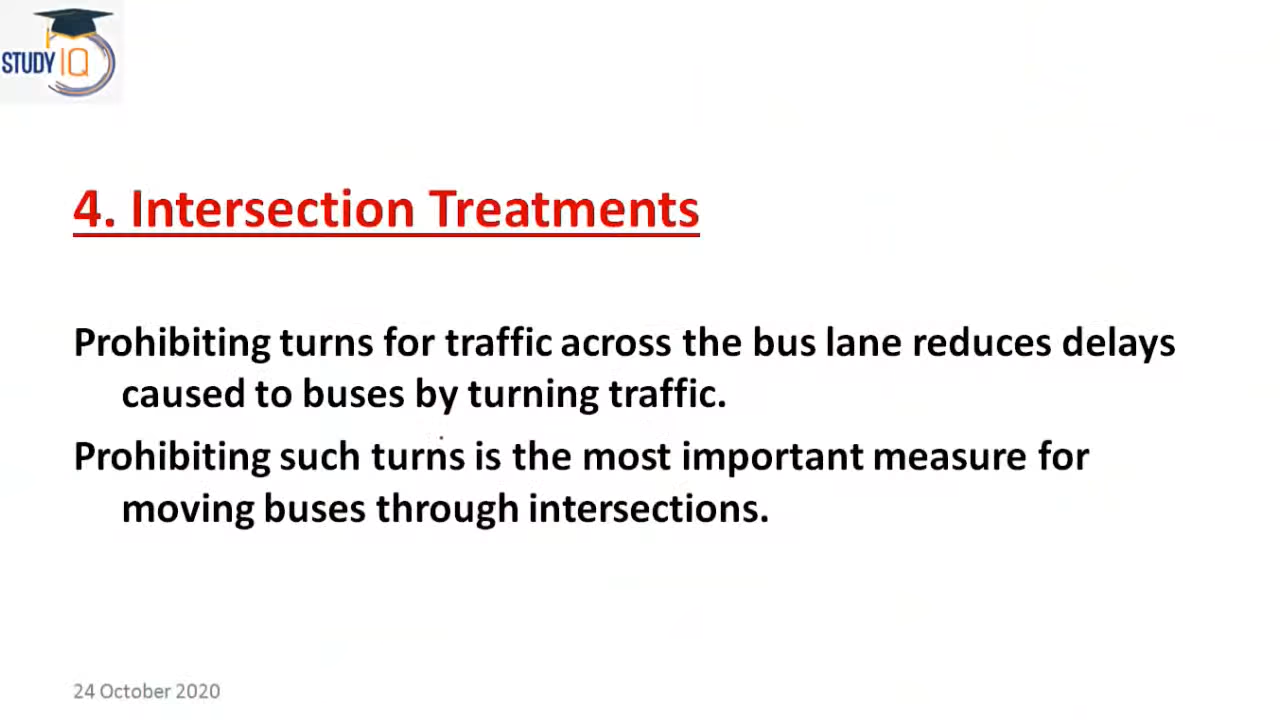 STUDY IQ
4. Intersection Treatments
Prohibiting turns for traffic across the bus lane reduces delays
caused to buses by turning traffic.
Prohibiting such turns is the most important measure for
moving buses through intersections.
24 October 2020